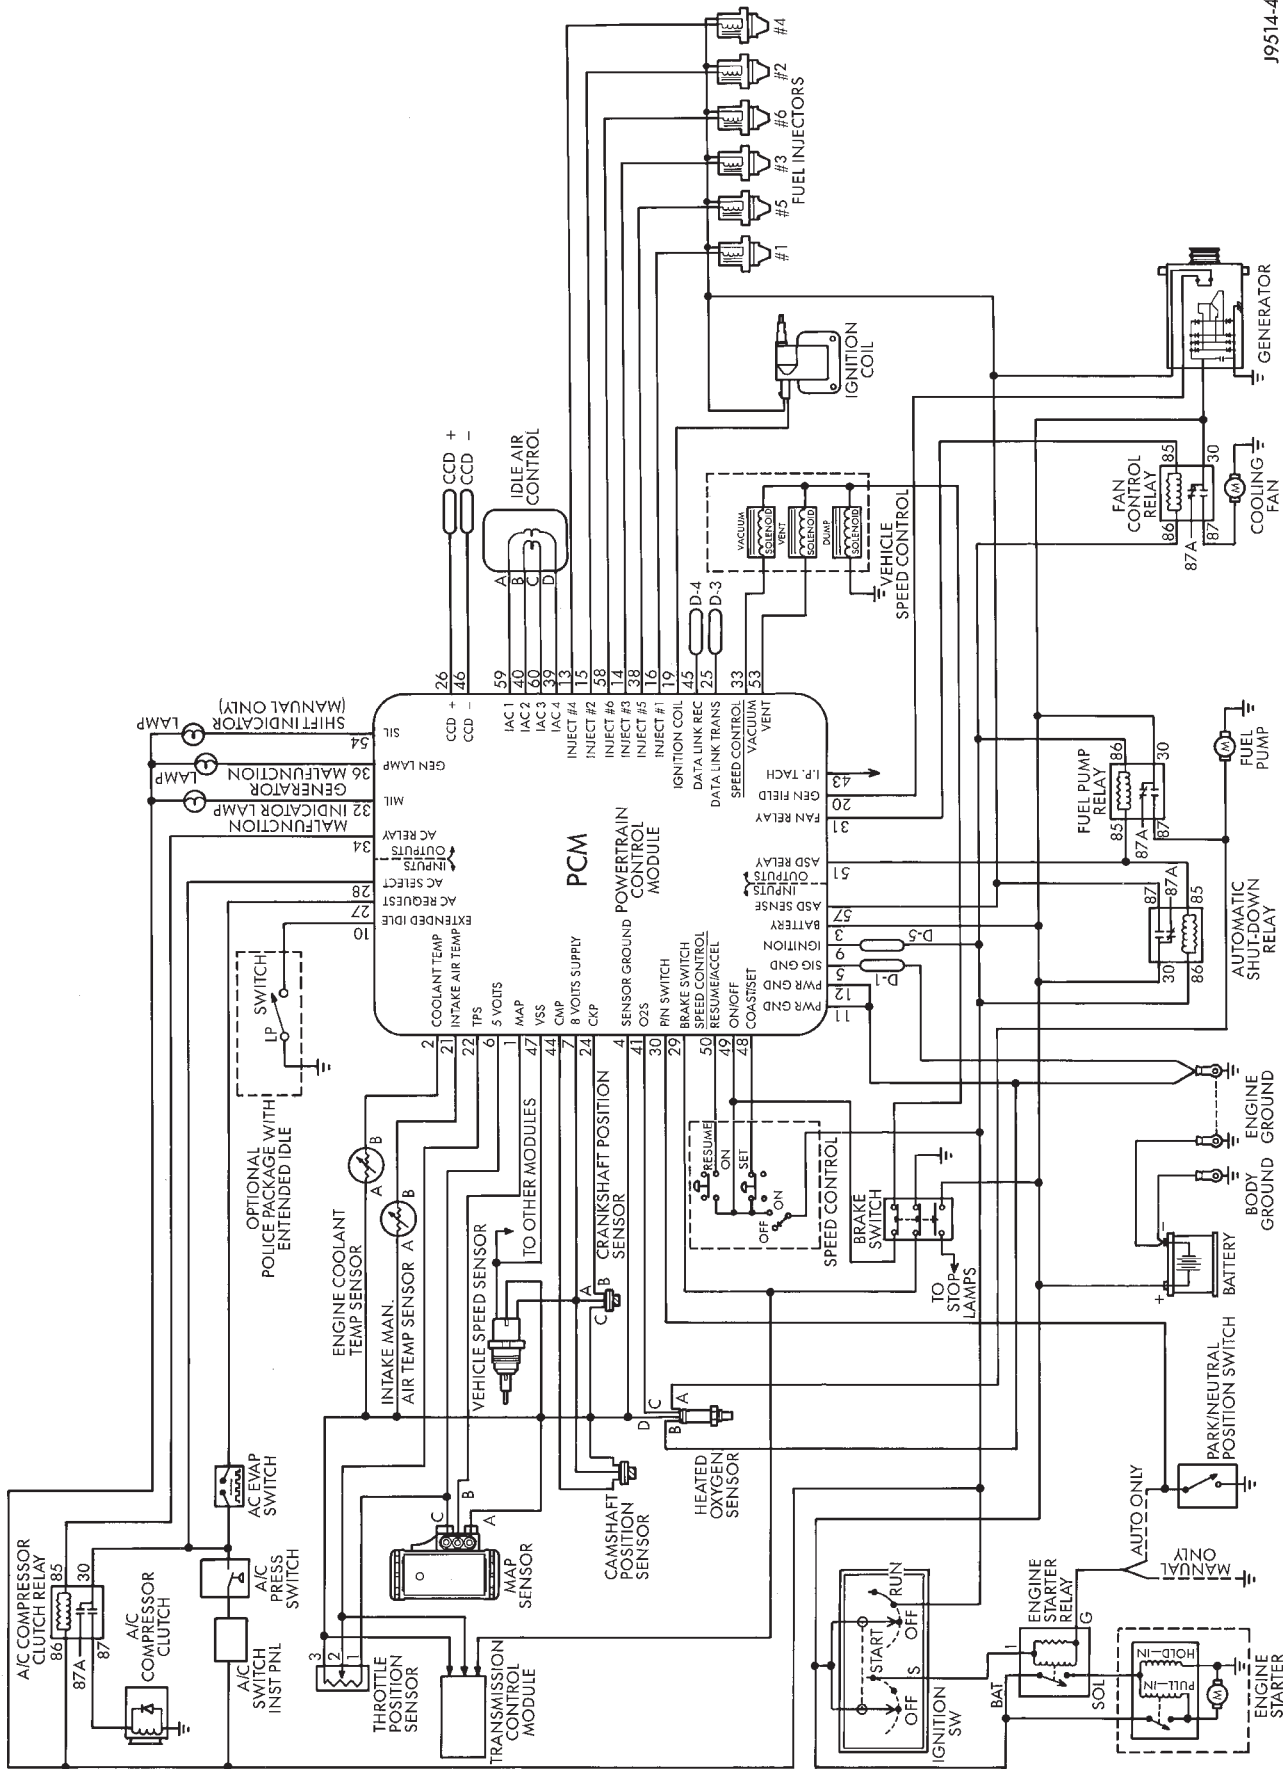 J9514-4
#4
#2
#6
#3
#5
#1
FUEL INJECTORS
CCD +
CCD −
IDLE AIR
CONTROL
A
B
C
D
IGNITION
COIL
GENERATOR
VACUUM
SOLENOID
VENT
SOLENOID
DUMP
SOLENOID
VEHICLE
SPEED CONTROL
D-4
D-3
FAN
CONTROL
RELAY
86
85
87A
87
30
COOLING
FAN
LAMP
SHIFT INDICATOR
(MANUAL ONLY)
54
LAMP
GENERATOR
36 MALFUNCTION
MALFUNCTION
32 INDICATOR LAMP
34
28
27
10
SIL
GEN LAMP
MIL
AC RELAY
OUTPUTS
INPUTS
AC SELECT
AC REQUEST
EXTENDED IDLE
26
46
59
40
60
39
13
15
58
14
38
16
19
45
25
33
53
CCD +
CCD −
IAC 1
IAC 2
IAC 3
IAC 4
INJECT #4
INJECT #2
INJECT #6
INJECT #3
INJECT #5
INJECT #1
IGNITION COIL
DATA LINK REC
DATA LINK TRANS
SPEED CONTROL
VACUUM
VENT
PCM
POWERTRAIN
CONTROL
MODULE
I.P. TACH
43
GEN FIELD
20
FAN RELAY
31
ASD RELAY
51
OUTPUTS
INPUTS
ASD SENSE
57
BATTERY
3
IGNITION
9
SIG GND
5
PWR GND
12
PWR GND
11
D-5
D-1
COOLANT TEMP
INTAKE AIR TEMP
TPS
5 VOLTS
MAP
VSS
CMP
8 VOLTS SUPPLY
CKP
SENSOR GROUND
O2S
P/N SWITCH
BRAKE SWITCH
SPEED CONTROL
RESUME/ACCEL
ON/OFF
COAST/SET
2
21
22
6
1
47
44
7
24
4
41
30
29
50
49
48
FUEL PUMP
RELAY
86
85
87A
87
30
M
FUEL
PUMP
87
87A
30
86
85
AUTOMATIC
SHUT-DOWN
RELAY
SWITCH
LP
OPTIONAL
POLICE PACKAGE WITH
ENTENDED IDLE
A
B
ENGINE COOLANT
TEMP SENSOR
A
B
INTAKE MAN.
AIR TEMP SENSOR
VEHICLE SPEED SENSOR
TO OTHER MODULES
A
B
C
CRANKSHAFT POSITION
SENSOR
RESUME
ON
SET
OFF
ON
SPEED CONTROL
BRAKE
SWITCH
TO
STOP
LAMPS
ENGINE
GROUND
BODY
GROUND
+
−
BATTERY
A/C COMPRESSOR
CLUTCH RELAY
86
85
87A
87
30
A/C
COMPRESSOR
CLUTCH
AC EVAP
SWITCH
A/C
PRESS
SWITCH
A/C
SWITCH
INST PNL
3
2
1
THROTTLE
POSITION
SENSOR
C
B
A
MAP
SENSOR
TRANSMISSION
CONTROL
MODULE
CAMSHAFT
POSITION
SENSOR
D
C
B
A
HEATED
OXYGEN
SENSOR
PARK/NEUTRAL
POSITION SWITCH
AUTO ONLY
MANUAL
ONLY
RUN
OFF
START
OFF
S
IGNITION
SW
ENGINE
STARTER
RELAY
I
G
BAT
SOL
HOLD-IN
PULL-IN
M
ENGINE
STARTER